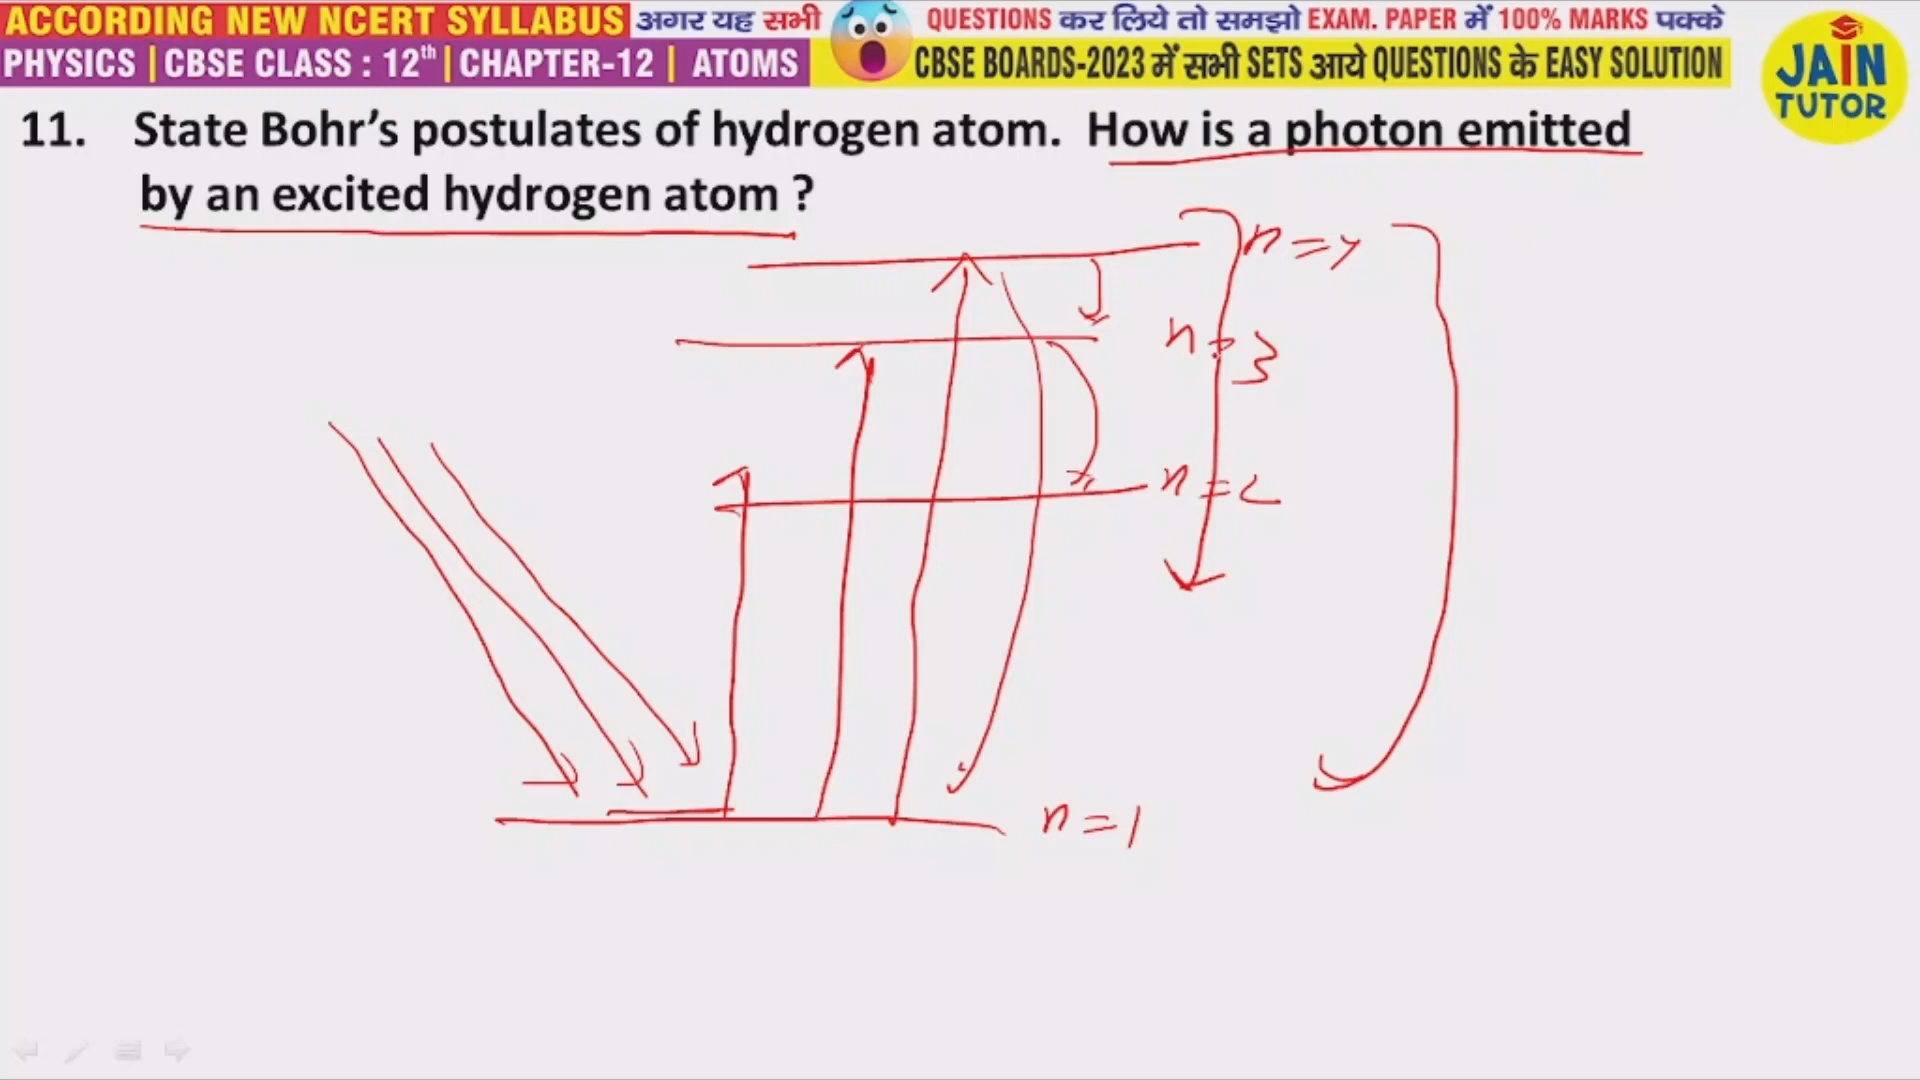 ACCORDING NEW NCERT SYLLABUS अगर यह सभी QUESTIONS कर लिये तो समझो EXAM. PAPER में 100% MARKS पक्के
PHYSICS | CBSE CLASS : 12th | CHAPTER-12 | ATOMS CBSE BOARDS-2023 में सभी SETS आये QUESTIONS के EASY SOLUTION
JAIN
TUTOR
11. State Bohr’s postulates of hydrogen atom. How is a photon emitted
by an excited hydrogen atom ?
n =
n = 3
n = 2
n = 1